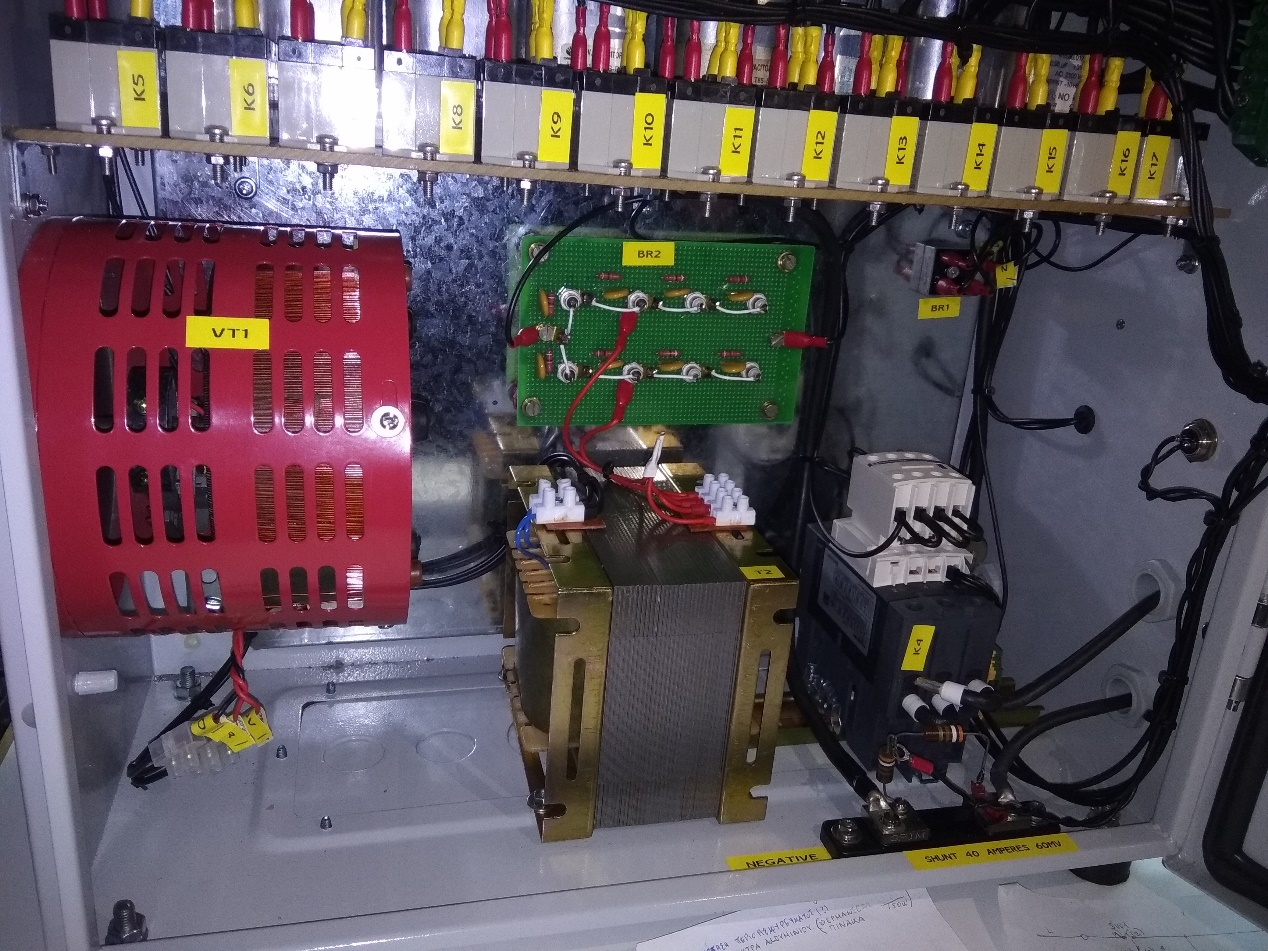 K5
K6
K8
K9
K10
K11
K12
K13
K14
K15
K16
K17
NO
BR2
BR1
VT1
T2
K4
NEGATIVE
SHUNT 40 AMPERES 60MV